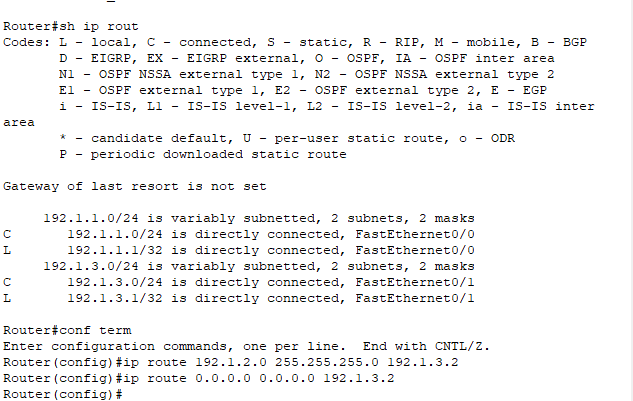 Router#sh ip rout
Codes: L - local, C - connected, S - static, R - RIP, M - mobile, B - BGP
       D - EIGRP, EX - EIGRP external, O - OSPF, IA - OSPF inter area
       N1 - OSPF NSSA external type 1, N2 - OSPF NSSA external type 2
       E1 - OSPF external type 1, E2 - OSPF external type 2, E - EGP
       i - IS-IS, L1 - IS-IS level-1, L2 - IS-IS level-2, ia - IS-IS inter
area
       * - candidate default, U - per-user static route, o - ODR
       P - periodic downloaded static route

Gateway of last resort is not set

     192.1.1.0/24 is variably subnetted, 2 subnets, 2 masks
C       192.1.1.0/24 is directly connected, FastEthernet0/0
L       192.1.1.1/32 is directly connected, FastEthernet0/0
     192.1.3.0/24 is variably subnetted, 2 subnets, 2 masks
C       192.1.3.0/24 is directly connected, FastEthernet0/1
L       192.1.3.1/32 is directly connected, FastEthernet0/1

Router#conf term
Enter configuration commands, one per line.  End with CNTL/Z.
Router(config)#ip route 192.1.2.0 255.255.255.0 192.1.3.2
Router(config)#ip route 0.0.0.0 0.0.0.0 192.1.3.2
Router(config)#